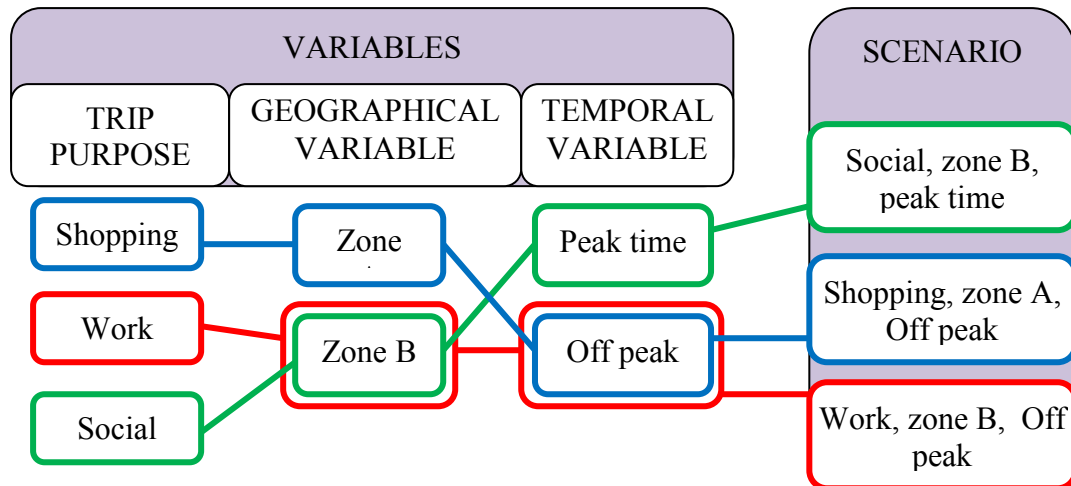 VARIABLES
SCENARIO
TRIP
PURPOSE
GEOGRAPHICAL
VARIABLE
TEMPORAL
VARIABLE
Social, zone B,
peak time
Shopping
Zone
Peak time
Shopping, zone A,
Off peak
Work
Zone B
Off peak
Work, zone B, Off
peak
Social